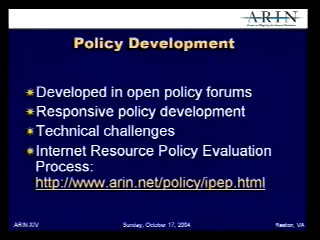 ARIN
Policy Development
Developed in open policy forums
Responsive policy development
Technical challenges
Internet Resource Policy Evaluation
Process:
http://www.arin.net/policy/ipep.html
ARIN XIV
Sunday, October 17, 2004
Reston, VA